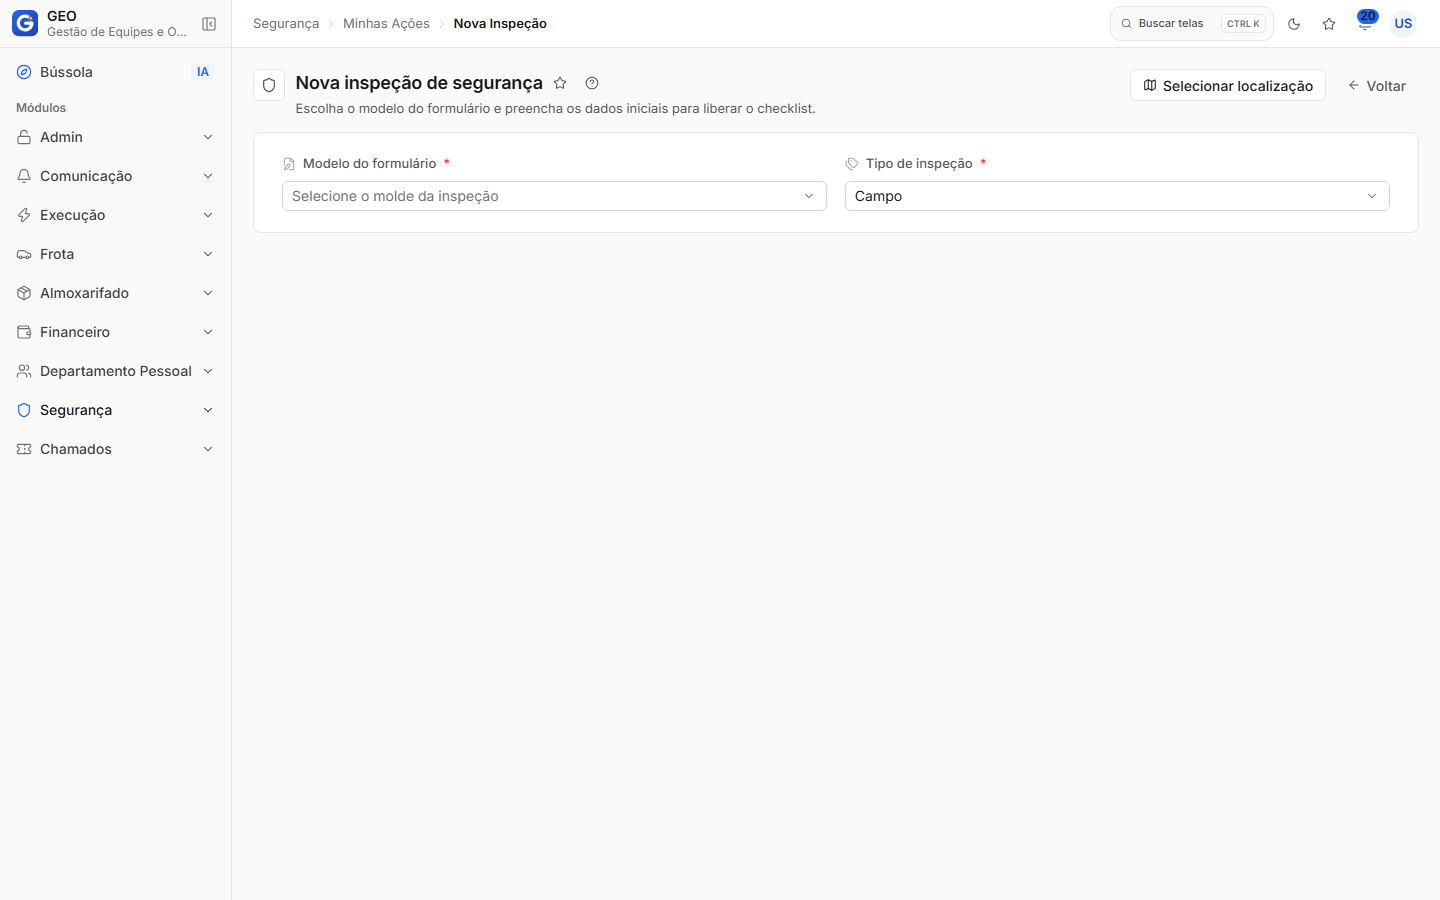 GEO
Gestão de Equipes e O...
Bússola IA
Módulos
Admin
Comunicação
Execução
Frota
Almoxarifado
Financeiro
Departamento Pessoal
Segurança
Chamados
Segurança Minhas Ações Nova Inspeção
Buscar telas CTRL K
20
US
Nova inspeção de segurança
Escolha o modelo do formulário e preencha os dados iniciais para liberar o checklist.
Selecionar localização
Voltar
Modelo do formulário *
Selecione o molde da inspeção
Tipo de inspeção *
Campo